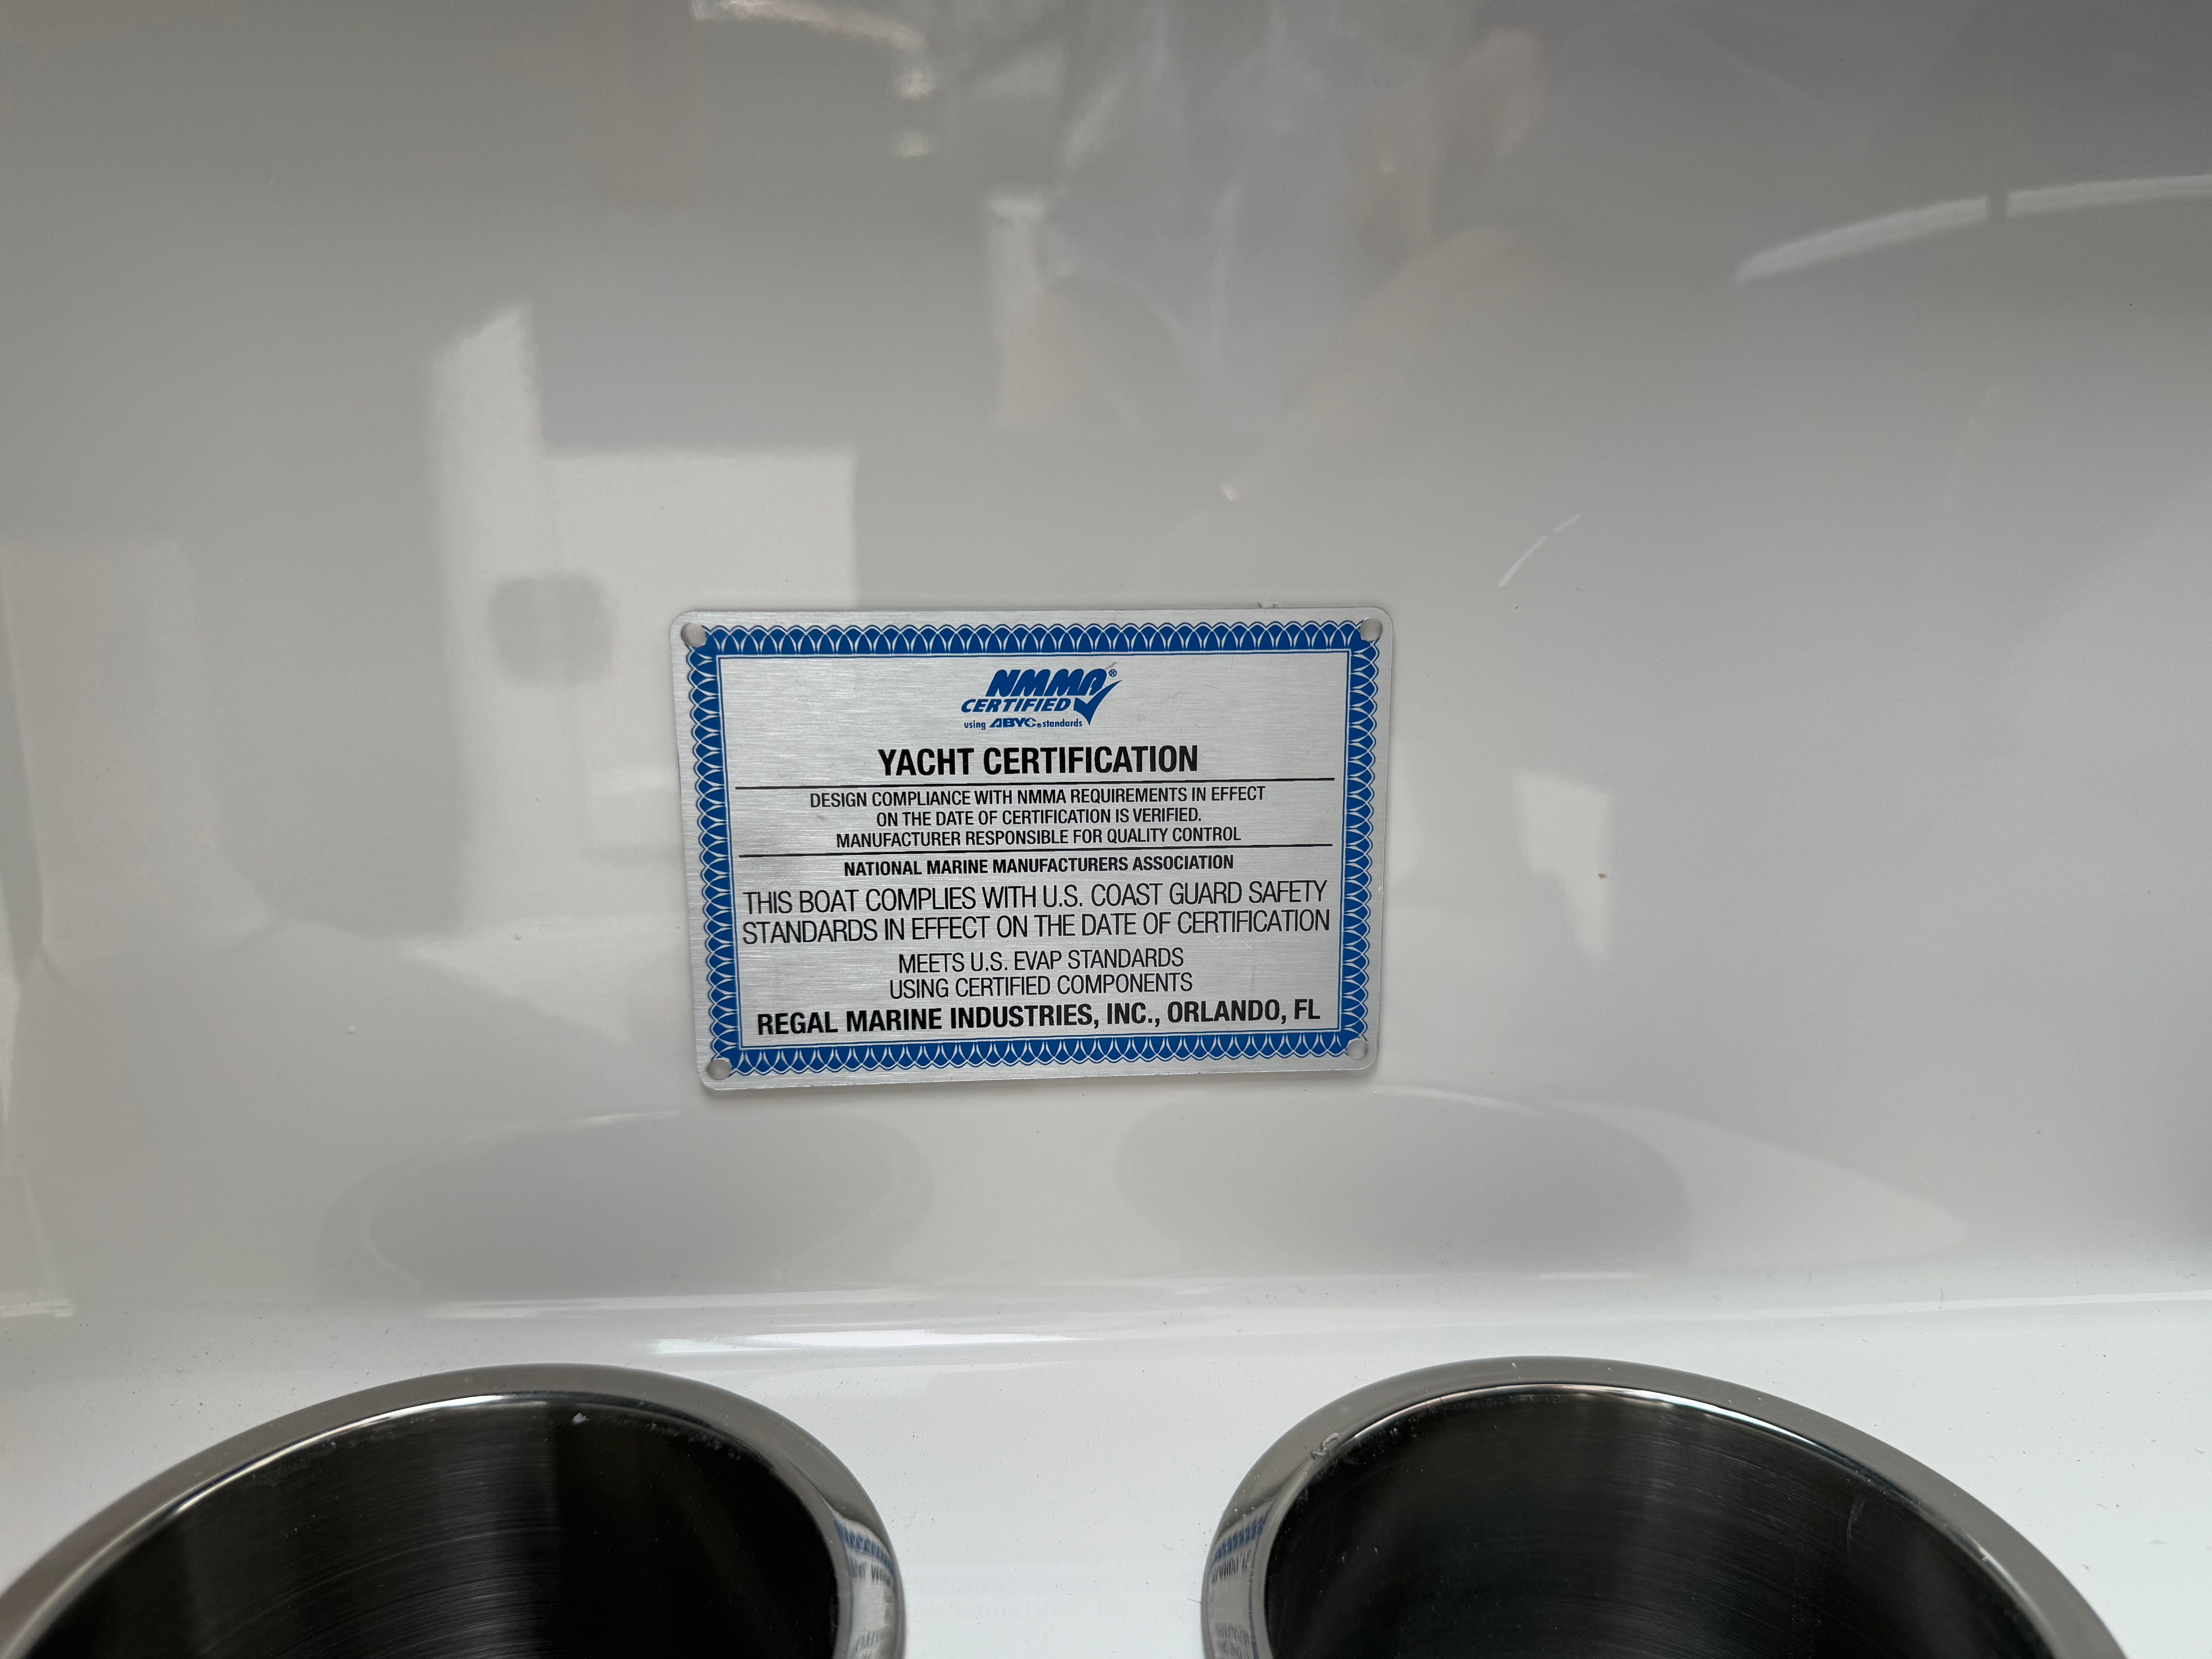 NMMA®
CERTIFIED
using ABYC® standards
YACHT CERTIFICATION
DESIGN COMPLIANCE WITH NMMA REQUIREMENTS IN EFFECT
ON THE DATE OF CERTIFICATION IS VERIFIED.
MANUFACTURER RESPONSIBLE FOR QUALITY CONTROL
NATIONAL MARINE MANUFACTURERS ASSOCIATION
THIS BOAT COMPLIES WITH U.S. COAST GUARD SAFETY
STANDARDS IN EFFECT ON THE DATE OF CERTIFICATION
MEETS U.S. EVAP STANDARDS
USING CERTIFIED COMPONENTS
REGAL MARINE INDUSTRIES, INC., ORLANDO, FL